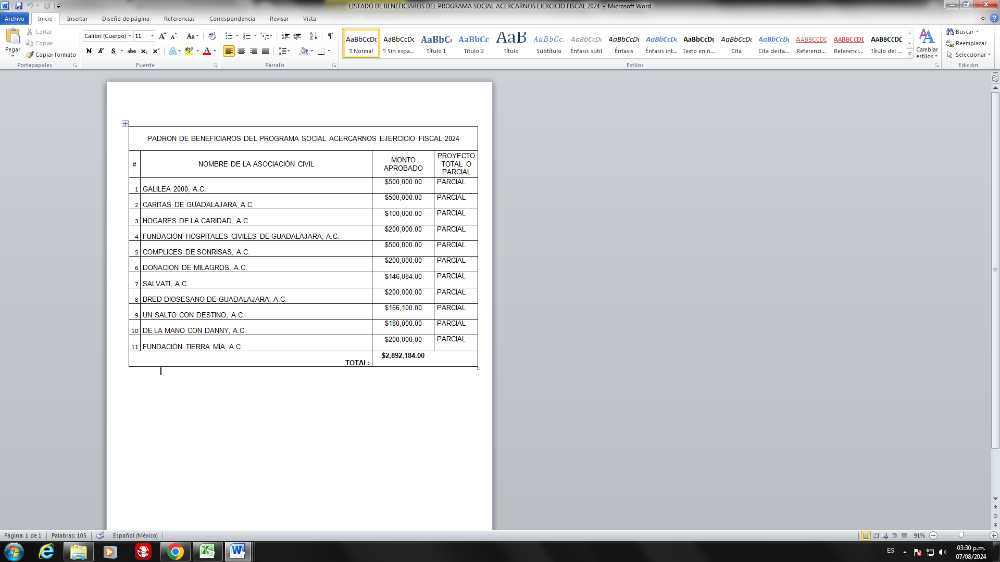 LISTADO DE BENEFICIAROS DEL PROGRAMA SOCIAL ACERCARNOS EJERCICIO FISCAL 2024 - Microsoft Word
Archivo Inicio Insertar Diseño de página Referencias Correspondencia Revisar Vista
Pegar
Cortar
Copiar
Copiar formato
Portapapeles
Calibri (Cuerpo) 11
N K S abc x₂ x² A ab A
Fuente
Párrafo
AaBbCcDc AaBbCcDc AaBbC AaBbCc AaB AaBbCc. AaBbCcDc AaBbCcDc AaBbCcDc AaBbCcDc AaBbCcDc AaBbCcDc AABBCCDE AABBCCDE AABBCCDE
¶ Normal ¶ Sin espa... Título 1 Título 2 Título Subtítulo Énfasis sutil Énfasis Énfasis int... Texto en n... Cita Cita desta... Referenci... Referenci... Título del ...
Estilos
Cambiar estilos
Buscar
Reemplazar
Seleccionar
Edición
PADRÓN DE BENEFICIAROS DEL PROGRAMA SOCIAL ACERCARNOS EJERCICIO FISCAL 2024
# NOMBRE DE LA ASOCIACIÓN CIVIL MONTO APROBADO PROYECTO TOTAL O PARCIAL
1 GALILEA 2000, A.C. $500,000.00 PARCIAL
2 CARITAS DE GUADALAJARA, A.C. $500,000.00 PARCIAL
3 HOGARES DE LA CARIDAD, A.C. $100,000.00 PARCIAL
4 FUNDACIÓN HOSPITALES CIVILES DE GUADALAJARA, A.C. $200,000.00 PARCIAL
5 COMPLICES DE SONRISAS, A.C. $500,000.00 PARCIAL
6 DONACIÓN DE MILAGROS, A.C. $200,000.00 PARCIAL
7 SALVATI, A.C. $146,084.00 PARCIAL
8 BRED DIOSESANO DE GUADALAJARA, A.C. $200,000.00 PARCIAL
9 UN SALTO CON DESTINO, A.C. $166,100.00 PARCIAL
10 DE LA MANO CON DANNY, A.C. $180,000.00 PARCIAL
11 FUNDACIÓN TIERRA MÍA, A.C. $200,000.00 PARCIAL
TOTAL: $2,892,184.00
Página: 1 de 1 Palabras: 105 Español (México) 91%
ES 03:30 p.m.
07/08/2024